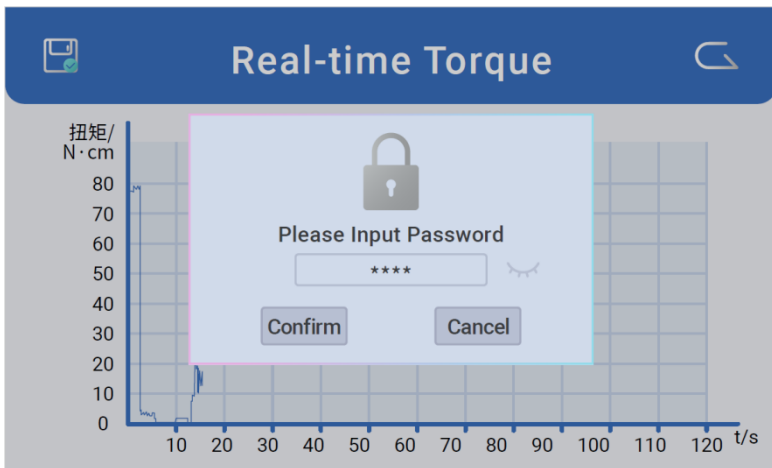 Real-time Torque
扭矩/
N·cm
80
70
60
50
40
30
20
10
0
Please Input Password
****
Confirm Cancel
10 20 30 40 50 60 70 80 90 100 110 120 t/s